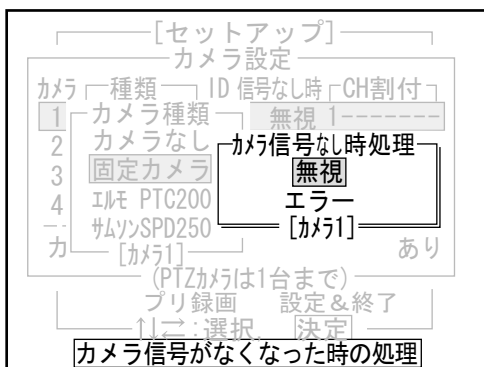 [セットアップ]
カメラ設定
カメラ 種類 ID 信号なし時 CH割付
1 カメラ種類 無視 1-------
2 カメラなし カメラ信号なし時処理
3 固定カメラ 無視
4 エルモ PTC200 エラー
サムソンSPD250 [カメラ1]
カ [カメラ1] あり
(PTZカメラは1台まで)
プリ録画 設定&終了
↑↓⇄:選択, 決定
カメラ信号がなくなった時の処理